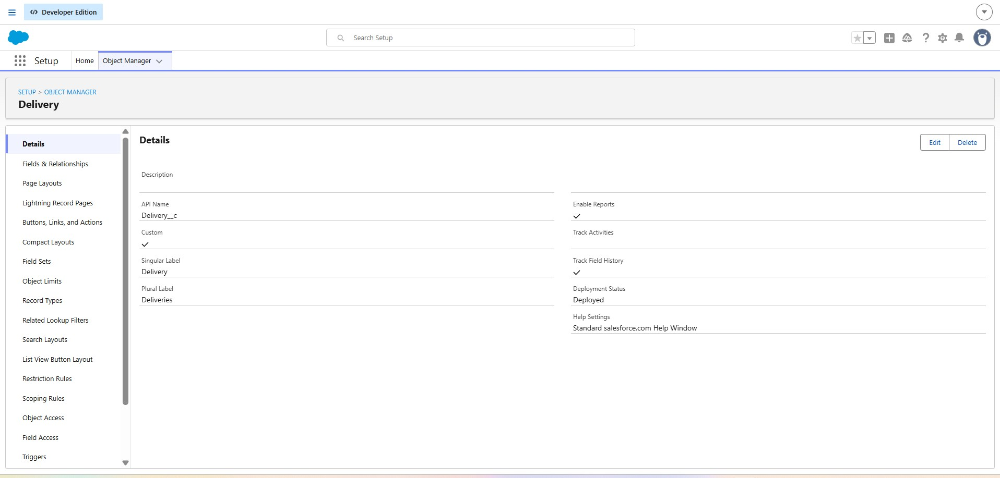 Developer Edition
Search Setup
Setup
Home
Object Manager
SETUP > OBJECT MANAGER
Delivery
Details
Fields & Relationships
Page Layouts
Lightning Record Pages
Buttons, Links, and Actions
Compact Layouts
Field Sets
Object Limits
Record Types
Related Lookup Filters
Search Layouts
List View Button Layout
Restriction Rules
Scoping Rules
Object Access
Field Access
Triggers
Details
Edit
Delete
Description
API Name
Delivery__c
Custom
Singular Label
Delivery
Plural Label
Deliveries
Enable Reports
Track Activities
Track Field History
Deployment Status
Deployed
Help Settings
Standard salesforce.com Help Window